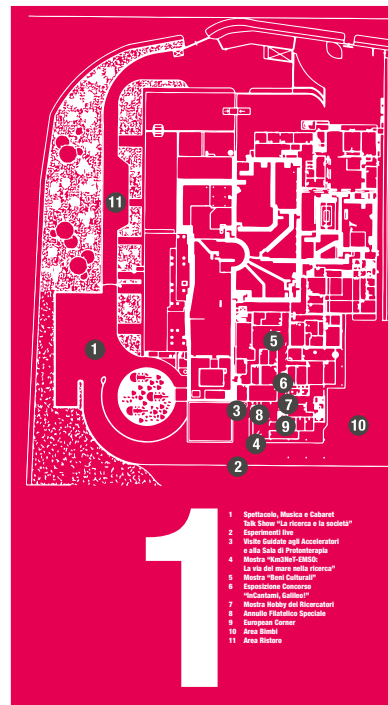 11
1
5
6
3
8
7
9
10
4
2
1
1 Spettacolo, Musica e Cabaret
Talk Show “La ricerca e la società”
2 Esperimenti live
3 Visite Guidate agli Acceleratori
e alla Sala di Protonterapia
4 Mostra “Km3NeT-EMSO:
La via del mare nella ricerca”
5 Mostra “Beni Culturali”
6 Esposizione Concorso
“InCantami, Galileo!”
7 Mostra Hobby dei Ricercatori
8 Annullo Filatelico Speciale
9 European Corner
10 Area Bimbi
11 Area Ristoro